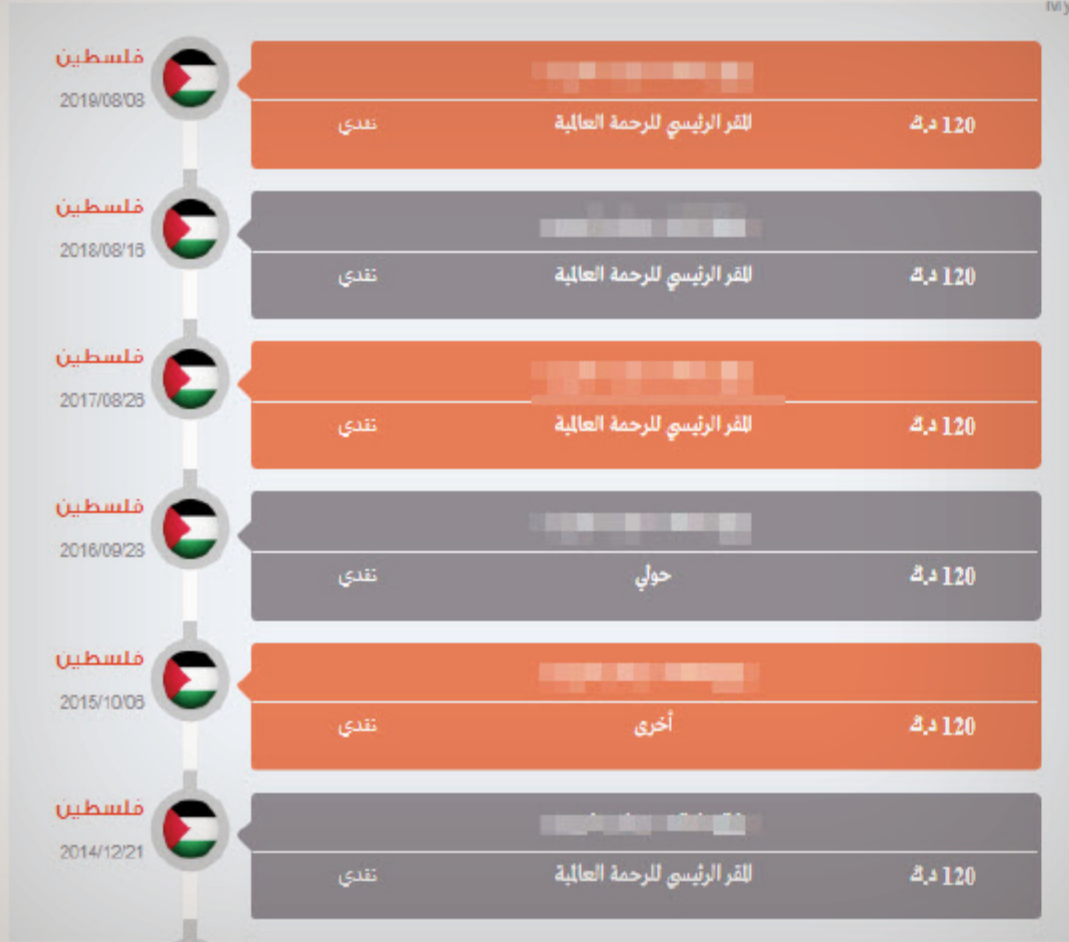 My
فلسطين
2019/08/08
120 د.ك المقر الرئيسي للرحمة العالمية نقدي
فلسطين
2018/08/16
120 د.ك المقر الرئيسي للرحمة العالمية نقدي
فلسطين
2017/08/26
120 د.ك المقر الرئيسي للرحمة العالمية نقدي
فلسطين
2016/09/28
120 د.ك حولي نقدي
فلسطين
2015/10/06
120 د.ك أخرى نقدي
فلسطين
2014/12/21
120 د.ك المقر الرئيسي للرحمة العالمية نقدي